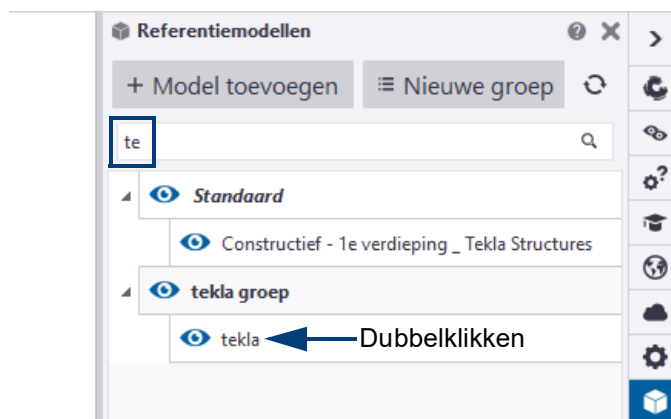 Referentiemodellen
+ Model toevoegen
Nieuwe groep
te
Standaard
Constructief - 1e verdieping _ Tekla Structures
tekla groep
tekla
Dubbelklikken